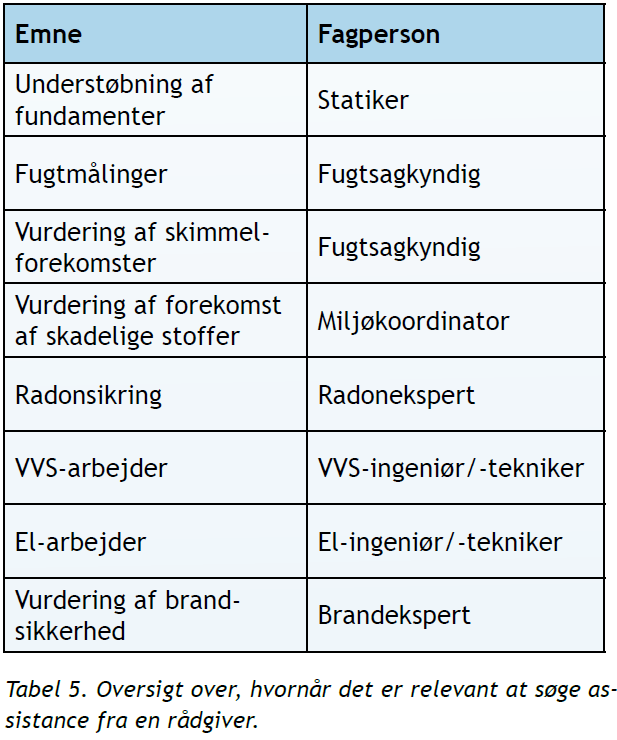 Emne Fagperson
Understøbning af
fundamenter
Statiker
Fugtmålinger Fugtsagkyndig
Vurdering af skimmel-
forekomster
Fugtsagkyndig
Vurdering af forekomst
af skadelige stoffer
Miljøkoordinator
Radonsikring Radonekspert
VVS-arbejder VVS-ingeniør/-tekniker
El-arbejder El-ingeniør/-tekniker
Vurdering af brand-
sikkerhed
Brandekspert
Tabel 5. Oversigt over, hvornår det er relevant at søge as-
sistance fra en rådgiver.